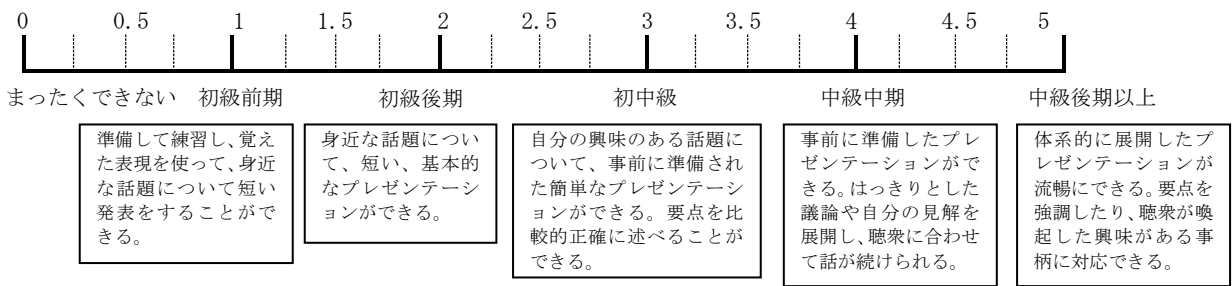 0 0.5 1 1.5 2 2.5 3 3.5 4 4.5 5
まったくできない 初級前期 初級後期 初中級 中級中期 中級後期以上
準備して練習し、覚え
た表現を使って、身近
な話題について短い
発表をすることがで
きる。
身近な話題につい
て、短い、基本的
なプレゼンテーシ
ョンができる。
自分の興味のある話題に
ついて、事前に準備され
た簡単なプレゼンテーシ
ョンができる。要点を比
較的正確に述べることが
できる。
事前に準備したプレ
ゼンテーションがで
きる。はっきりとした
議論や自分の見解を
展開し、聴衆に合わせ
て話が続けられる。
体系的に展開したプ
レゼンテーションが
流暢にできる。要点を
強調したり、聴衆が喚
起した興味がある事
柄に対応できる。